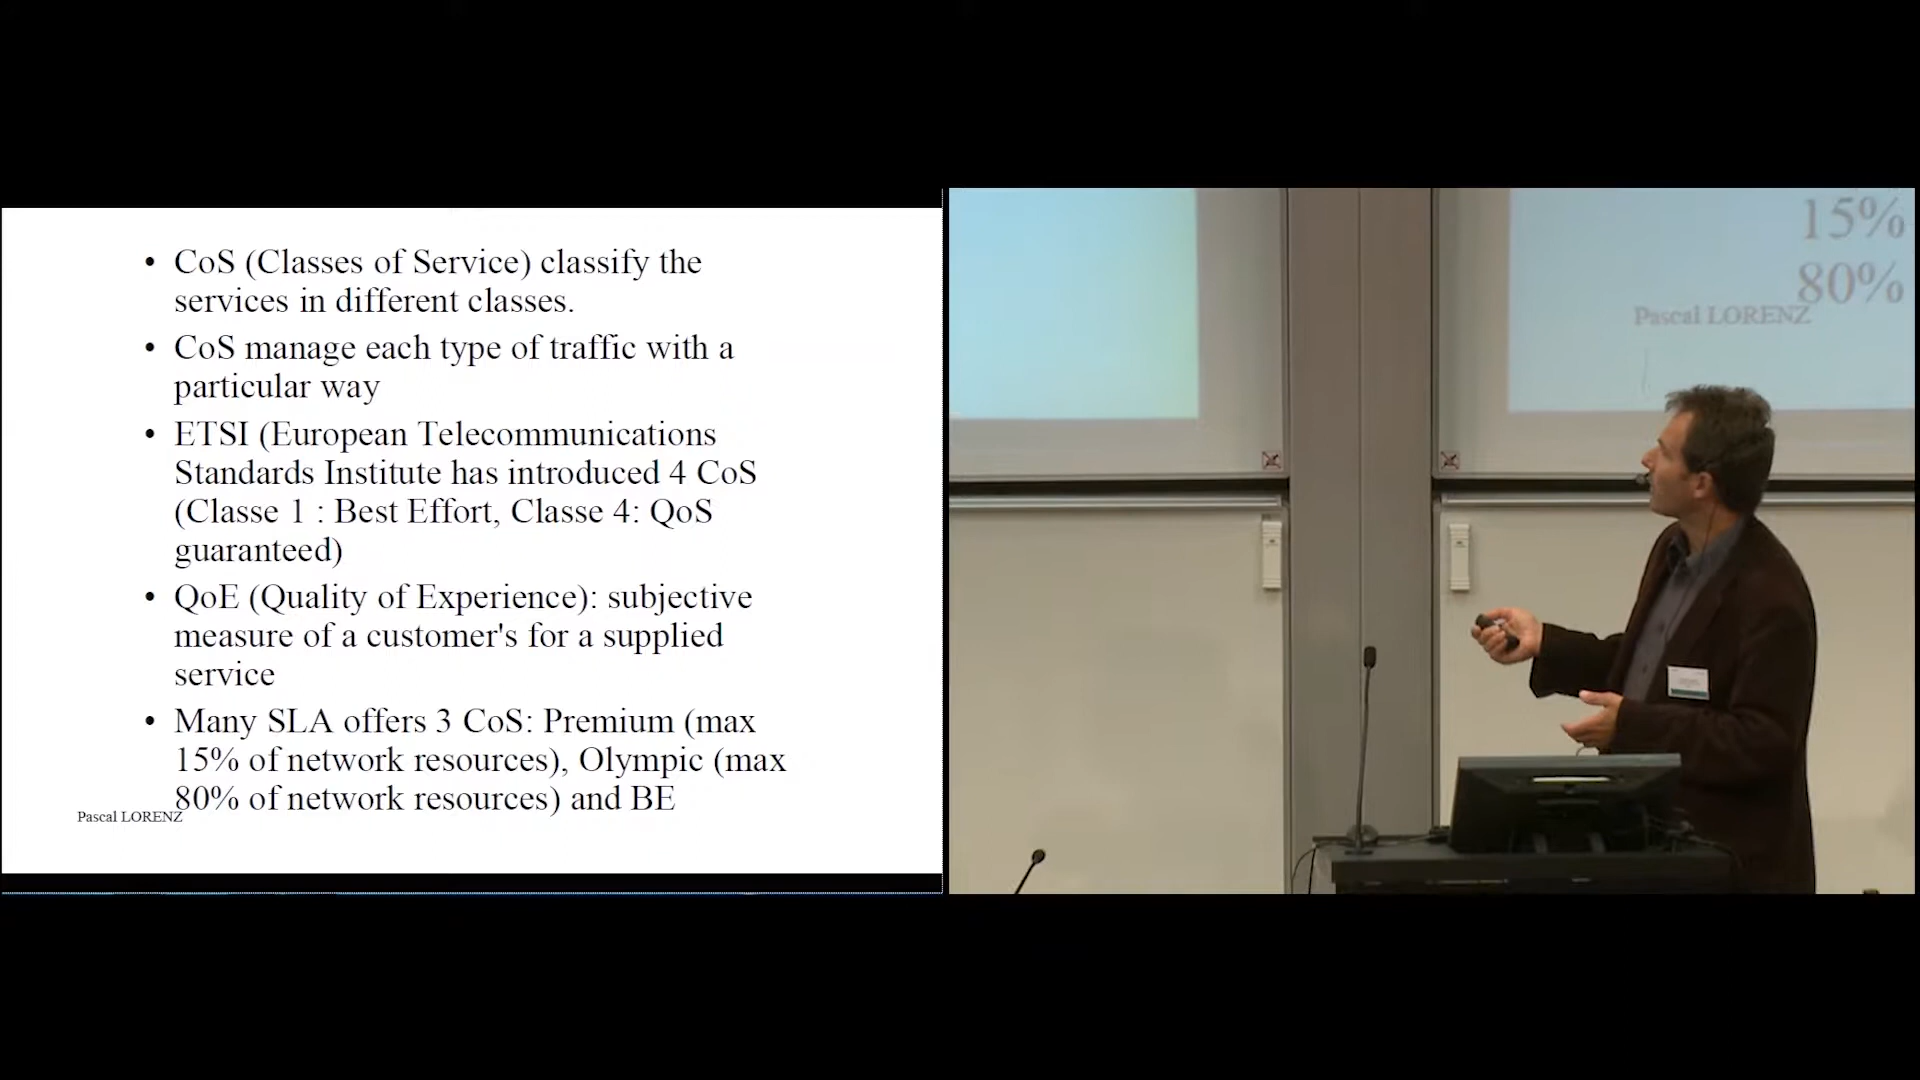 • CoS (Classes of Service) classify the
services in different classes.
• CoS manage each type of traffic with a
particular way
• ETSI (European Telecommunications
Standards Institute has introduced 4 CoS
(Classe 1 : Best Effort, Classe 4: QoS
guaranteed)
• QoE (Quality of Experience): subjective
measure of a customer's for a supplied
service
• Many SLA offers 3 CoS: Premium (max
15% of network resources), Olympic (max
80% of network resources) and BE
Pascal LORENZ
15%
80%
Pascal LORENZ